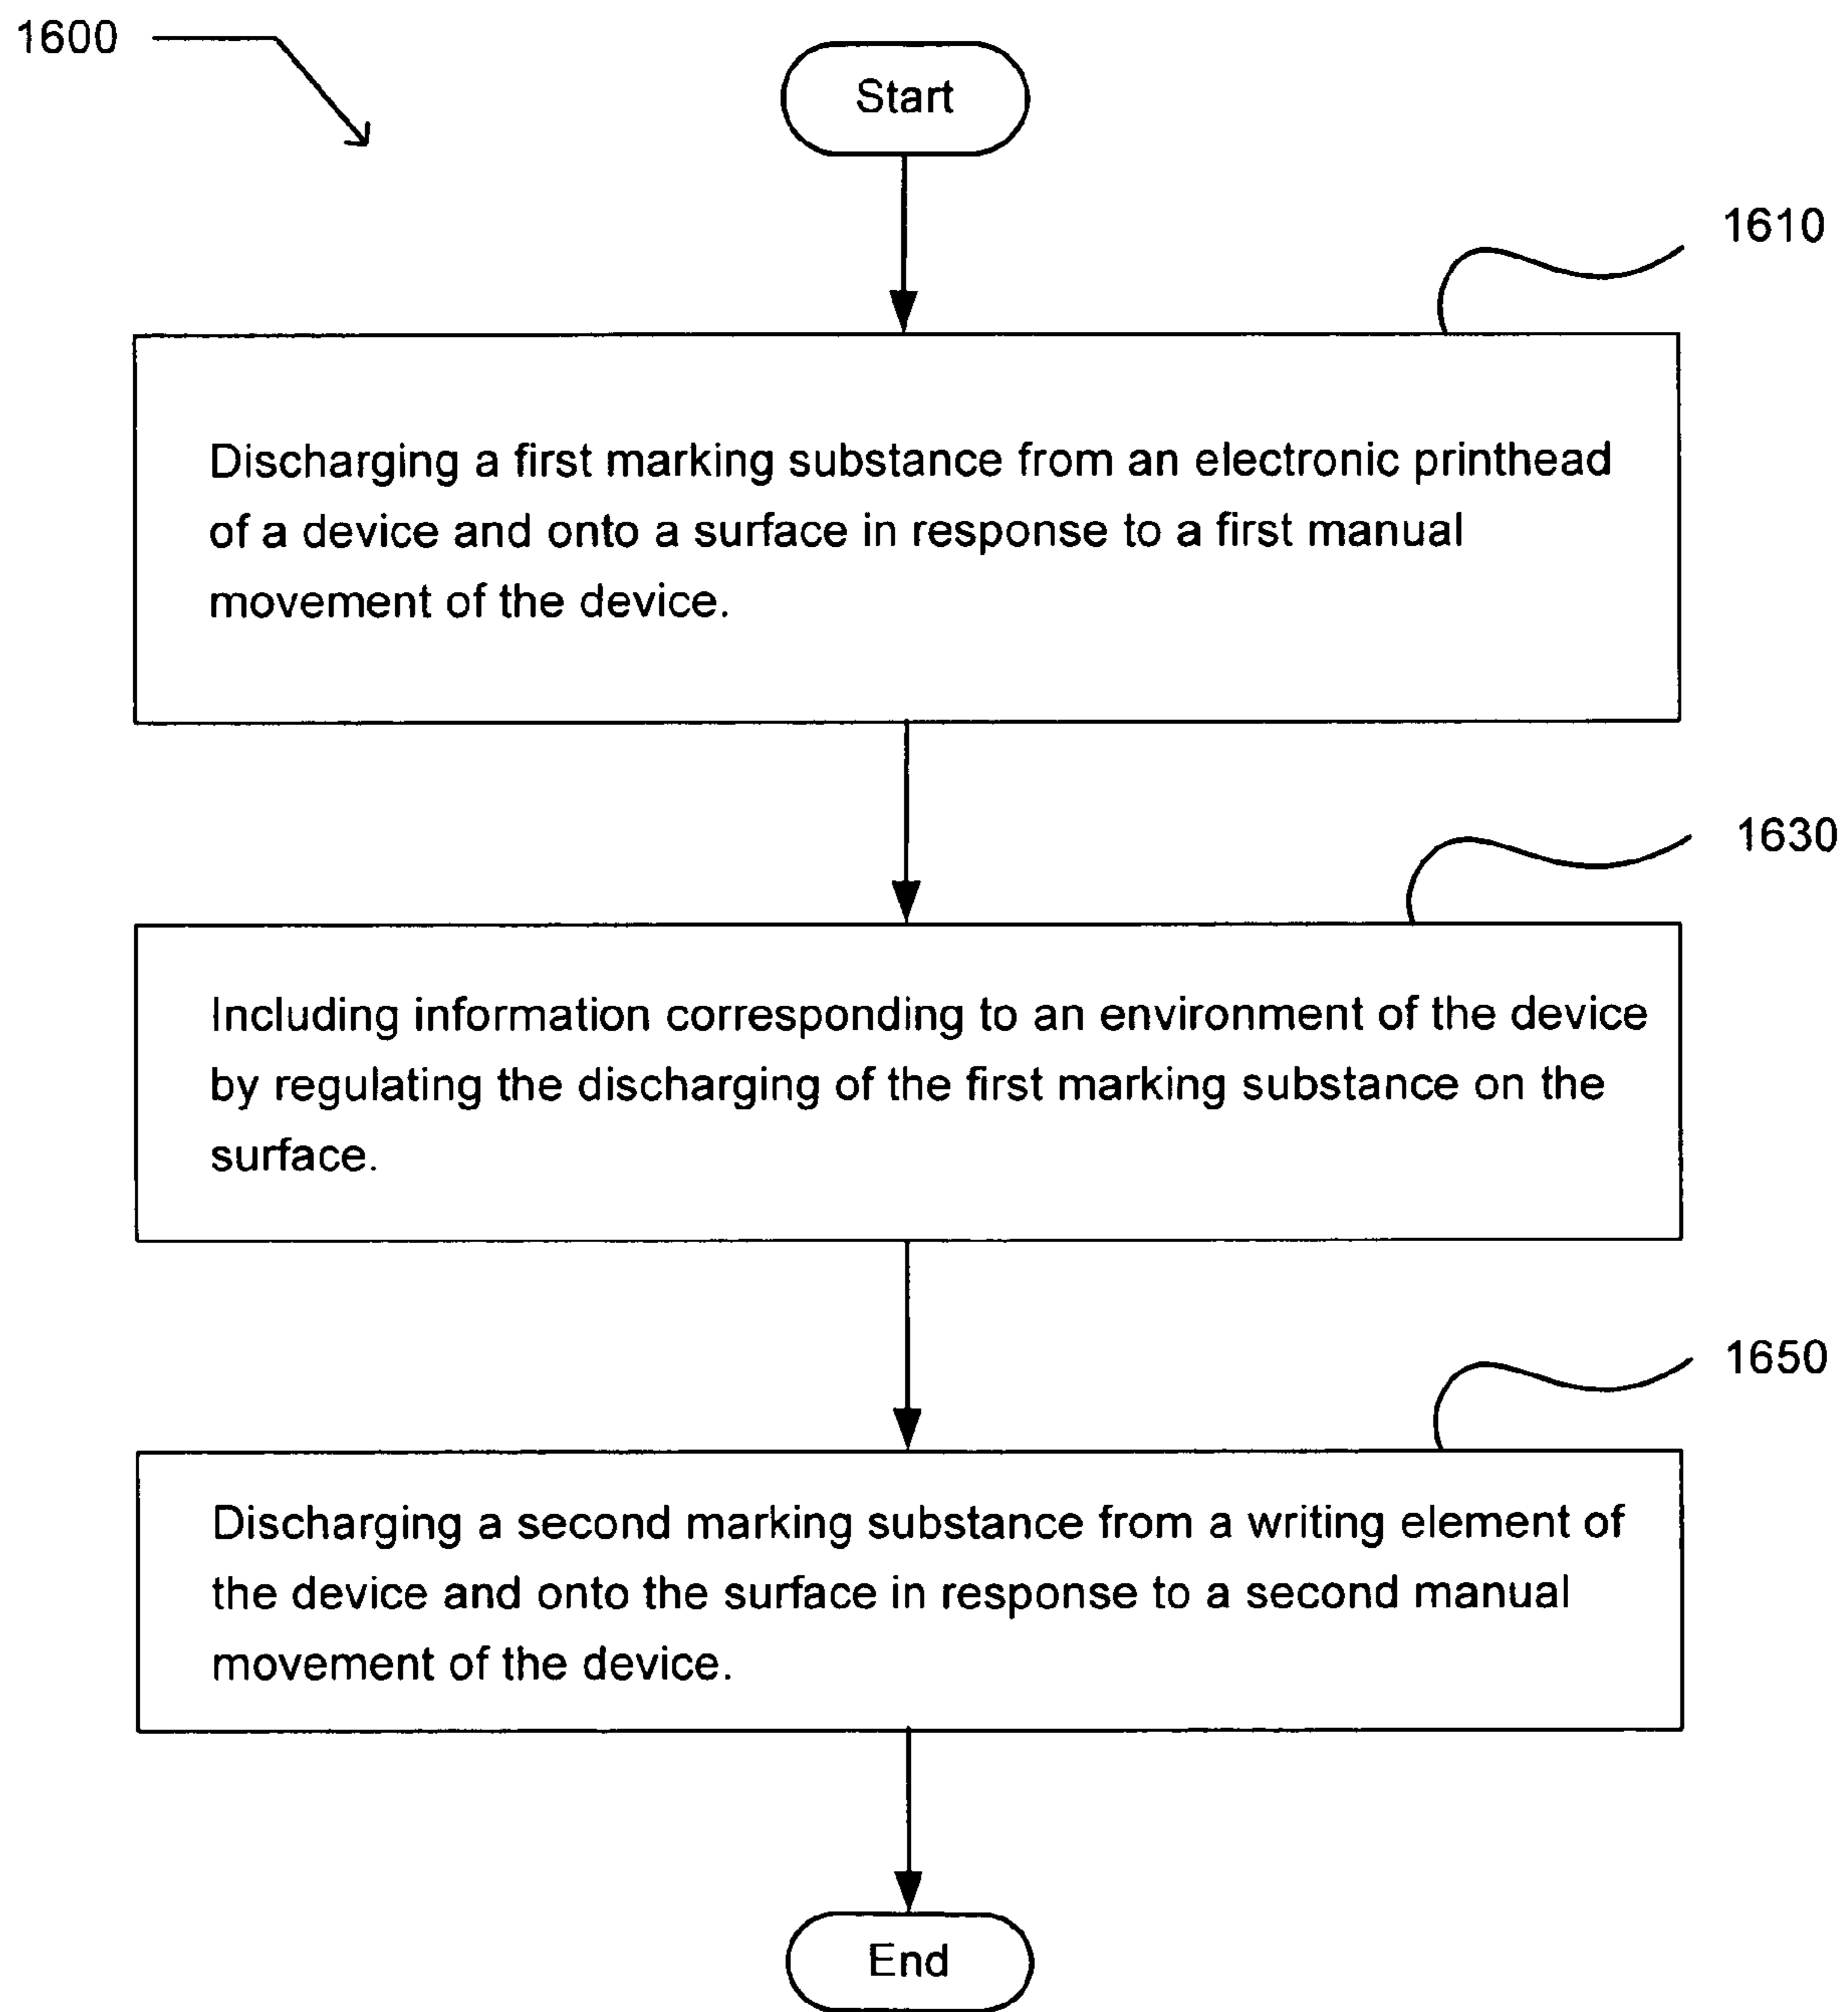 1600
Start
1610
Discharging a first marking substance from an electronic printhead
of a device and onto a surface in response to a first manual
movement of the device.
1630
Including information corresponding to an environment of the device
by regulating the discharging of the first marking substance on the
surface.
1650
Discharging a second marking substance from a writing element of
the device and onto the surface in response to a second manual
movement of the device.
End